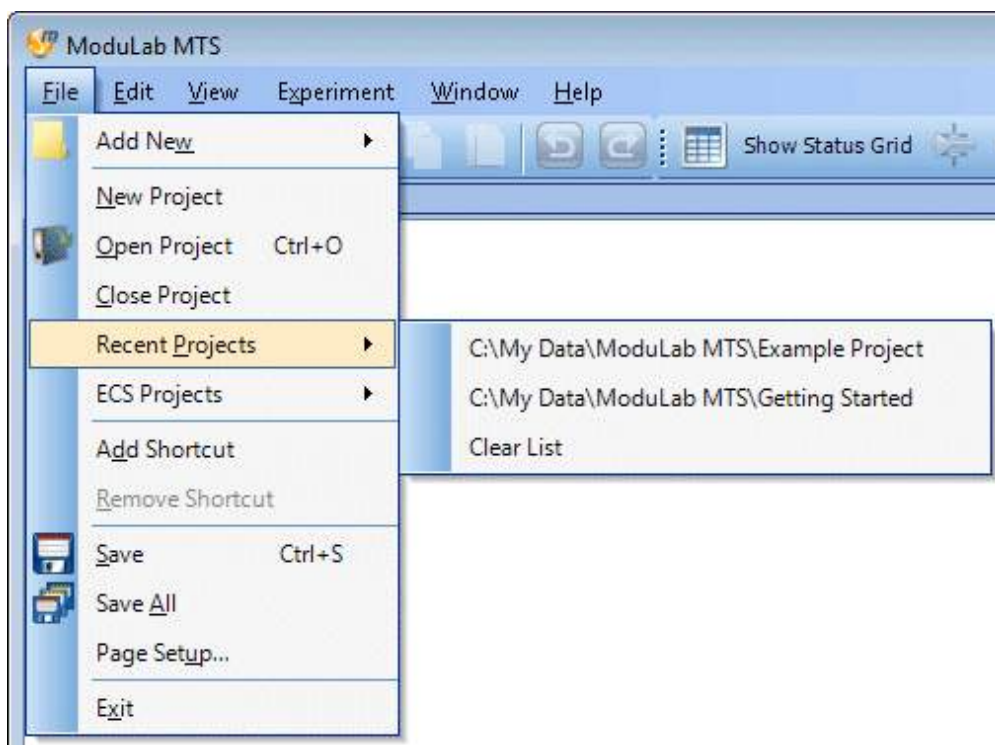 ModuLab MTS
File Edit View Experiment Window Help
Show Status Grid
Add New
New Project
Open Project Ctrl+O
Close Project
Recent Projects
C:\My Data\ModuLab MTS\Example Project
C:\My Data\ModuLab MTS\Getting Started
Clear List
ECS Projects
Add Shortcut
Remove Shortcut
Save Ctrl+S
Save All
Page Setup...
Exit